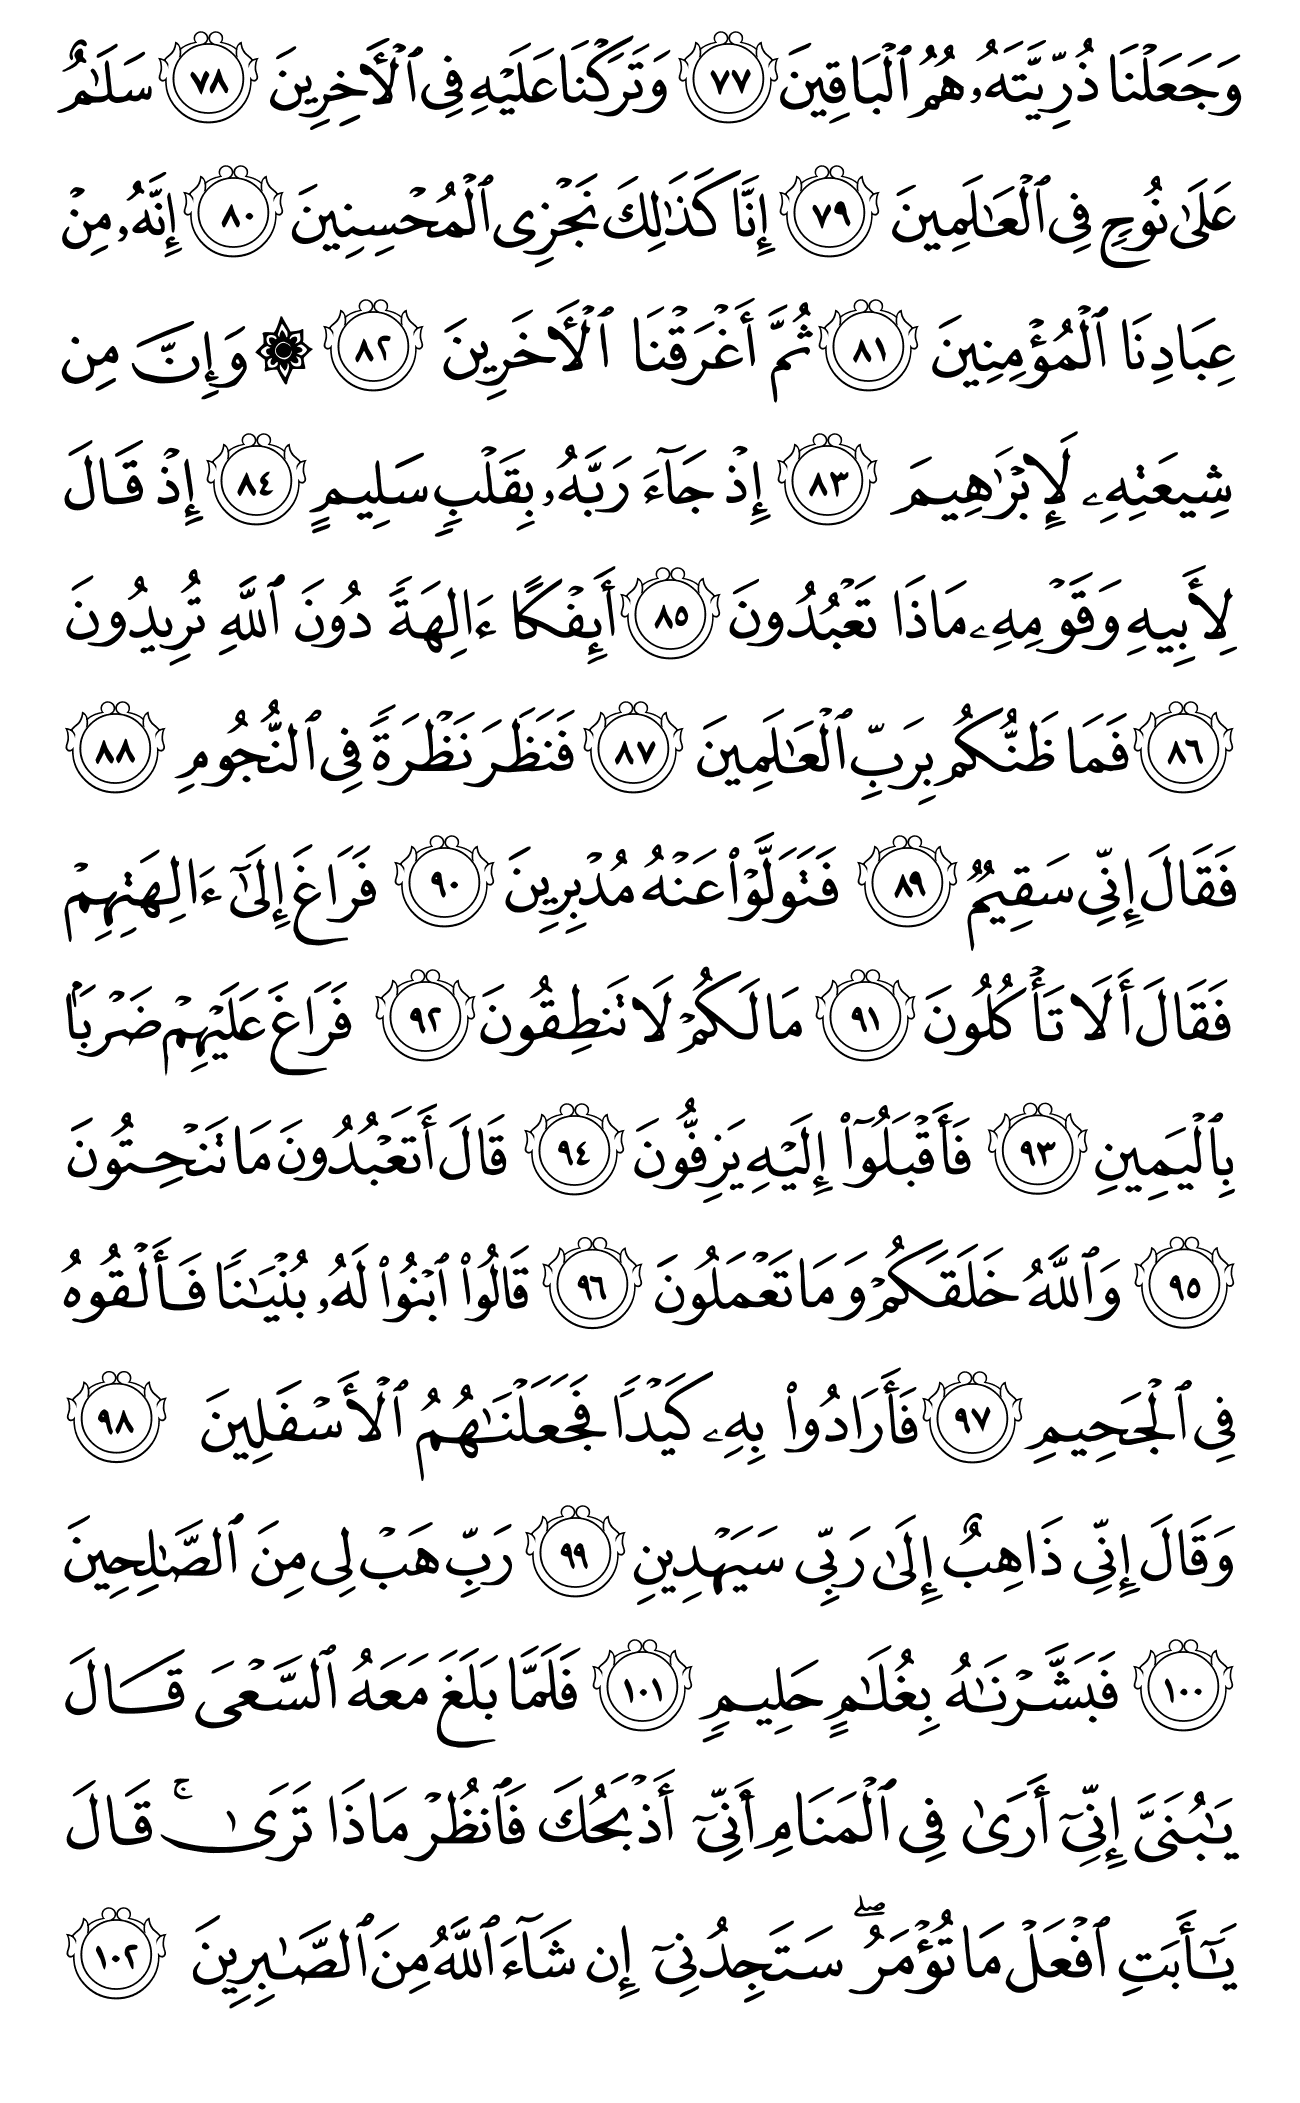 وَجَعَلْنَا ذُرِّيَّتَهُۥ هُمُ ٱلْبَاقِينَ ٧٧ وَتَرَكْنَا عَلَيْهِ فِى ٱلْأَخِرِينَ ٧٨ سَلَٰمٌ
عَلَىٰ نُوحٍ فِى ٱلْعَٰلَمِينَ ٧٩ إِنَّا كَذَٰلِكَ نَجْزِى ٱلْمُحْسِنِينَ ٨٠ إِنَّهُۥ مِنْ
عِبَادِنَا ٱلْمُؤْمِنِينَ ٨١ ثُمَّ أَغْرَقْنَا ٱلْأَخَرِينَ ٨٢ ۞ وَإِنَّ مِن
شِيعَتِهِۦ لَإِبْرَٰهِيمَ ٨٣ إِذْ جَآءَ رَبَّهُۥ بِقَلْبٍ سَلِيمٍ ٨٤ إِذْ قَالَ
لِأَبِيهِ وَقَوْمِهِۦ مَاذَا تَعْبُدُونَ ٨٥ أَئِفْكًا ءَالِهَةً دُونَ ٱللَّهِ تُرِيدُونَ
٨٦ فَمَا ظَنُّكُم بِرَبِّ ٱلْعَٰلَمِينَ ٨٧ فَنَظَرَ نَظْرَةً فِى ٱلنُّجُومِ ٨٨
فَقَالَ إِنِّى سَقِيمٌ ٨٩ فَتَوَلَّوْا۟ عَنْهُ مُدْبِرِينَ ٩٠ فَرَاغَ إِلَىٰٓ ءَالِهَتِهِمْ
فَقَالَ أَلَا تَأْكُلُونَ ٩١ مَا لَكُمْ لَا تَنطِقُونَ ٩٢ فَرَاغَ عَلَيْهِمْ ضَرْبًۢا
بِٱلْيَمِينِ ٩٣ فَأَقْبَلُوٓا۟ إِلَيْهِ يَزِفُّونَ ٩٤ قَالَ أَتَعْبُدُونَ مَا تَنْحِتُونَ
٩٥ وَٱللَّهُ خَلَقَكُمْ وَمَا تَعْمَلُونَ ٩٦ قَالُوا۟ ٱبْنُوا۟ لَهُۥ بُنْيَٰنًا فَأَلْقُوهُ
فِى ٱلْجَحِيمِ ٩٧ فَأَرَادُوا۟ بِهِۦ كَيْدًا فَجَعَلْنَٰهُمُ ٱلْأَسْفَلِينَ ٩٨
وَقَالَ إِنِّى ذَاهِبٌ إِلَىٰ رَبِّى سَيَهْدِينِ ٩٩ رَبِّ هَبْ لِى مِنَ ٱلصَّٰلِحِينَ
١٠٠ فَبَشَّرْنَٰهُ بِغُلَٰمٍ حَلِيمٍ ١٠١ فَلَمَّا بَلَغَ مَعَهُ ٱلسَّعْىَ قَالَ
يَٰبُنَىَّ إِنِّىٓ أَرَىٰ فِى ٱلْمَنَامِ أَنِّىٓ أَذْبَحُكَ فَٱنظُرْ مَاذَا تَرَىٰ ۚ قَالَ
يَٰٓأَبَتِ ٱفْعَلْ مَا تُؤْمَرُ ۖ سَتَجِدُنِىٓ إِن شَآءَ ٱللَّهُ مِنَ ٱلصَّٰبِرِينَ ١٠٢